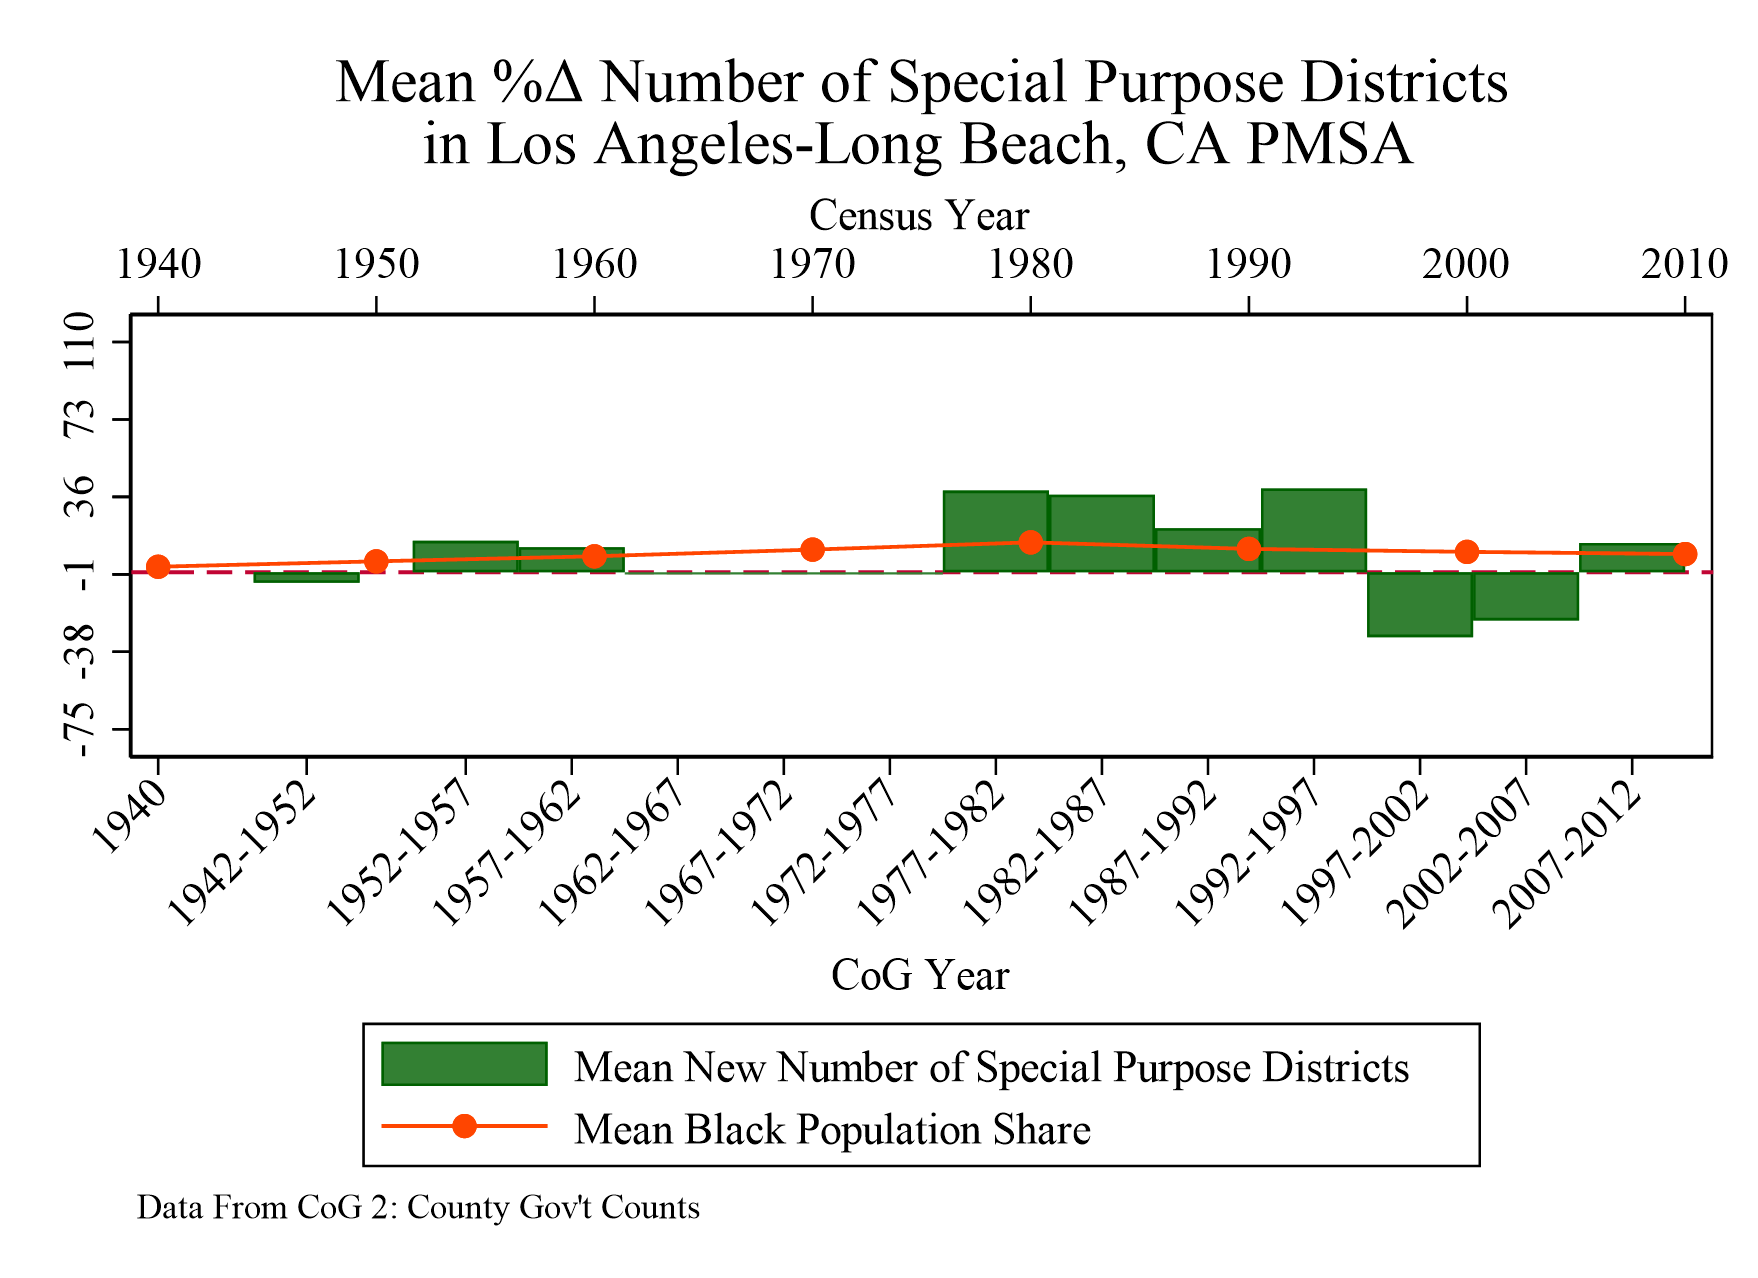 Mean %Δ Number of Special Purpose Districts
in Los Angeles-Long Beach, CA PMSA
Census Year
1940 1950 1960 1970 1980 1990 2000 2010
110
73
36
-1
-38
-75
1940 1942-1952 1952-1957 1957-1962 1962-1967 1967-1972 1972-1977 1977-1982 1982-1987 1987-1992 1992-1997 1997-2002 2002-2007 2007-2012
CoG Year
Mean New Number of Special Purpose Districts
Mean Black Population Share
Data From CoG 2: County Gov't Counts